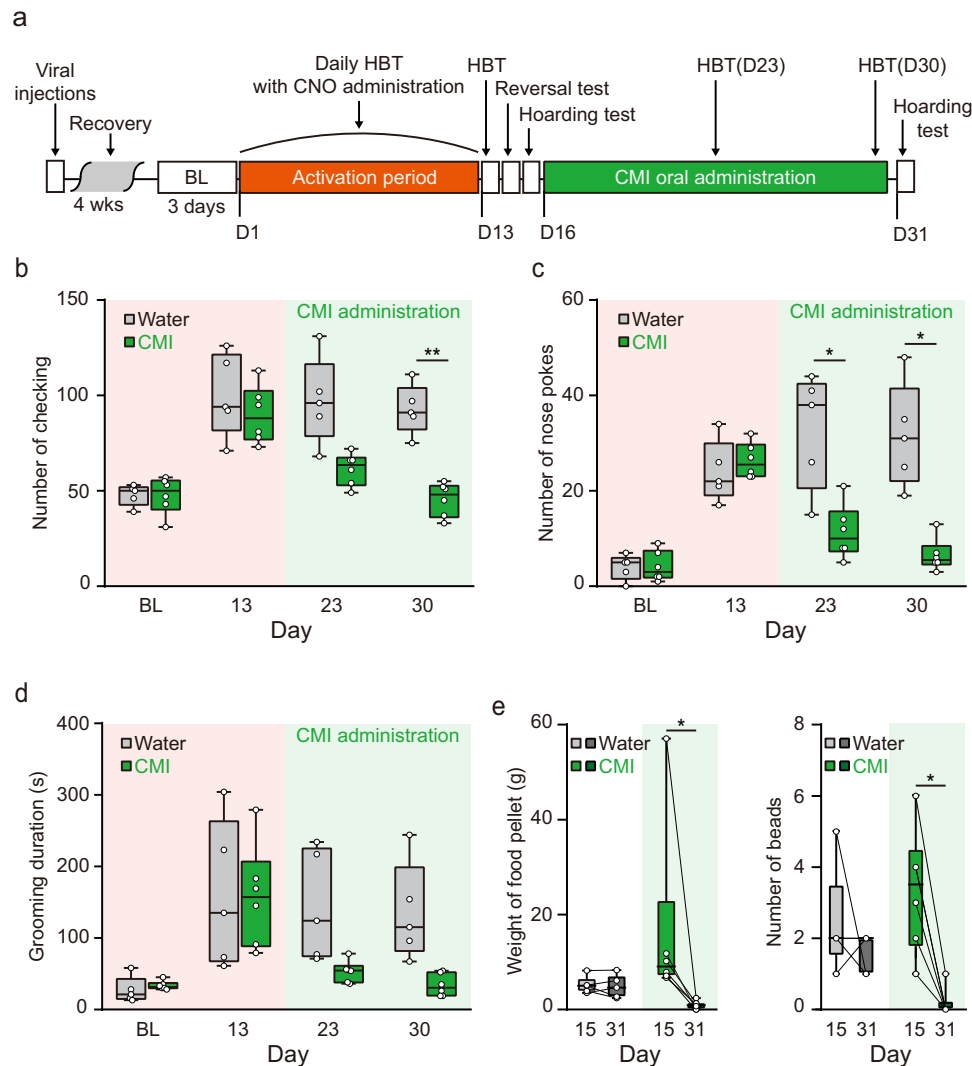 a
Viral
injections
Recovery
4 wks
BL
3 days
Daily HBT
with CNO administration
Activation period
D1
HBT
Reversal test
Hoarding test
D13
D16
CMI oral administration
HBT(D23)
HBT(D30)
Hoarding
test
D31
b
Number of checking
150
100
50
0
Water
CMI
CMI administration
**
BL 13 23 30
Day
c
Number of nose pokes
60
40
20
0
Water
CMI
CMI administration
*
*
BL 13 23 30
Day
d
Grooming duration (s)
400
300
200
100
0
Water
CMI
CMI administration
BL 13 23 30
Day
e
Weight of food pellet (g)
60
40
20
0
Water
CMI
*
15 31 15 31
Day
Number of beads
8
6
4
2
0
Water
CMI
*
15 31 15 31
Day